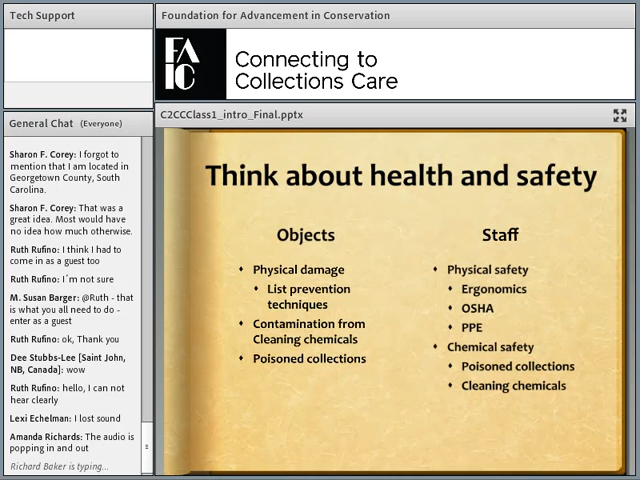 Tech Support
Foundation for Advancement in Conservation
FA
IC
Connecting to
Collections Care
General Chat (Everyone)
Sharon F. Corey: I forgot to
mention that I am located in
Georgetown County, South
Carolina.
Sharon F. Corey: That was a
great idea. Most would have
no idea how much otherwise.
Ruth Rufino: I think I had to
come in as a guest too
Ruth Rufino: I´m not sure
M. Susan Barger: @Ruth - that
is what you all need to do -
enter as a guest
Ruth Rufino: ok, Thank you
Dee Stubbs-Lee [Saint John,
NB, Canada]: wow
Ruth Rufino: hello, I can not
hear clearly
Lexi Echelman: I lost sound
Amanda Richards: The audio is
popping in and out
Richard Baker is typing...
C2CCClass1_intro_Final.pptx
Think about health and safety
Objects
Physical damage
List prevention
techniques
Contamination from
Cleaning chemicals
Poisoned collections
Staff
Physical safety
Ergonomics
OSHA
PPE
Chemical safety
Poisoned collections
Cleaning chemicals